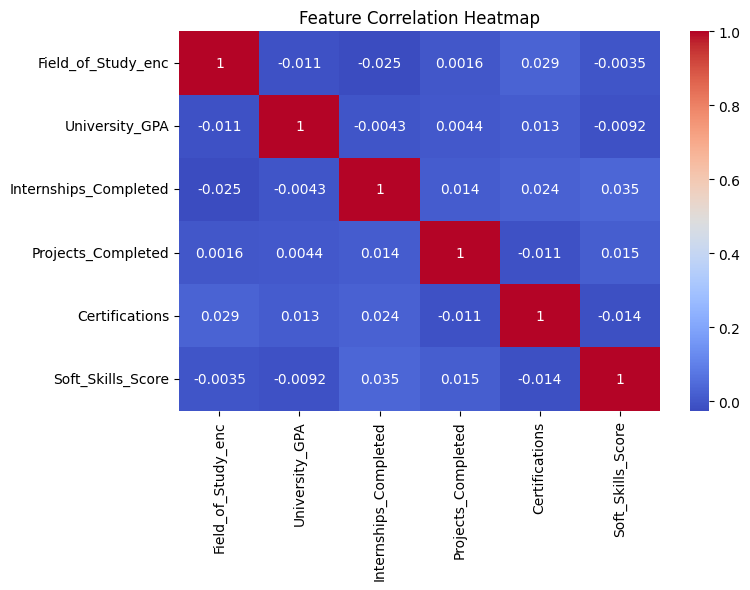 Feature Correlation Heatmap
Field_of_Study_enc 1 -0.011 -0.025 0.0016 0.029 -0.0035
University_GPA -0.011 1 -0.0043 0.0044 0.013 -0.0092
Internships_Completed -0.025 -0.0043 1 0.014 0.024 0.035
Projects_Completed 0.0016 0.0044 0.014 1 -0.011 0.015
Certifications 0.029 0.013 0.024 -0.011 1 -0.014
Soft_Skills_Score -0.0035 -0.0092 0.035 0.015 -0.014 1
Field_of_Study_enc
University_GPA
Internships_Completed
Projects_Completed
Certifications
Soft_Skills_Score
1.0
0.8
0.6
0.4
0.2
0.0